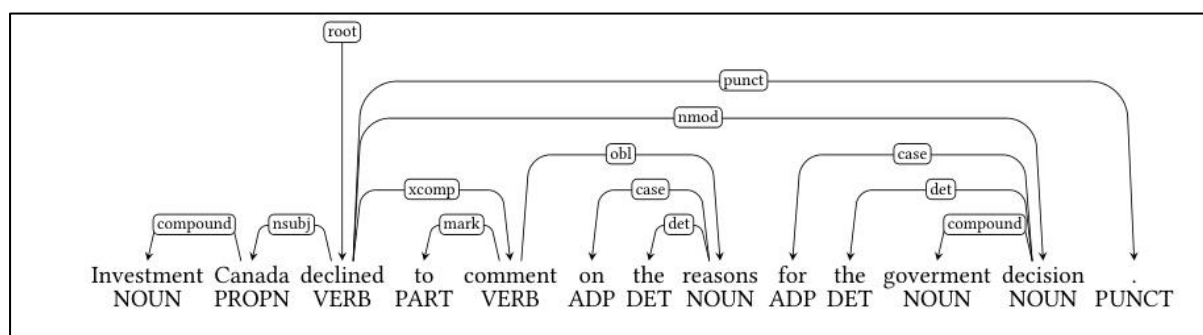 root
punct
nmod
obl case
xcomp case det
compound nsubj mark det compound
Investment Canada declined to comment on the reasons for the goverment decision .
NOUN PROPN VERB PART VERB ADP DET NOUN ADP DET NOUN NOUN PUNCT